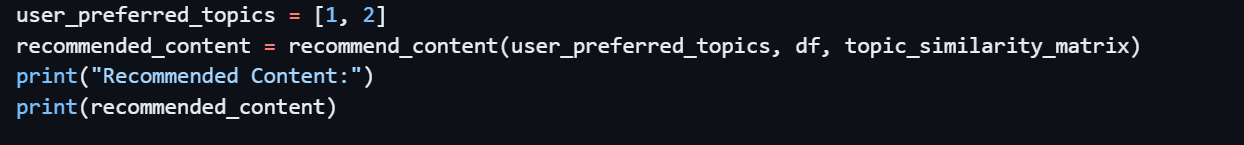 user_preferred_topics = [1, 2]
recommended_content = recommend_content(user_preferred_topics, df, topic_similarity_matrix)
print("Recommended Content:")
print(recommended_content)